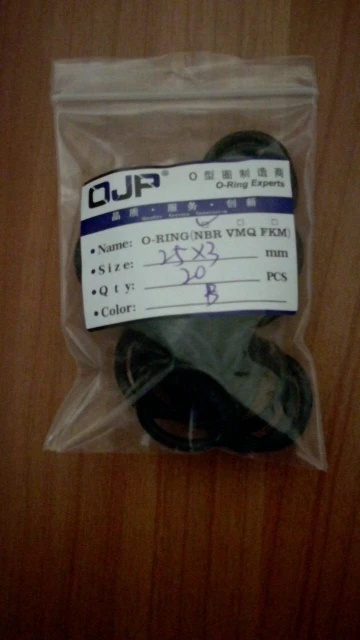 OJP® O型圈制造商
O-Ring Experts
品质·服务·创新
• Name: O-RING(NBR VMQ FKM)
• Size: 25X3 mm
• Qty: 20 PCS
• Color: B